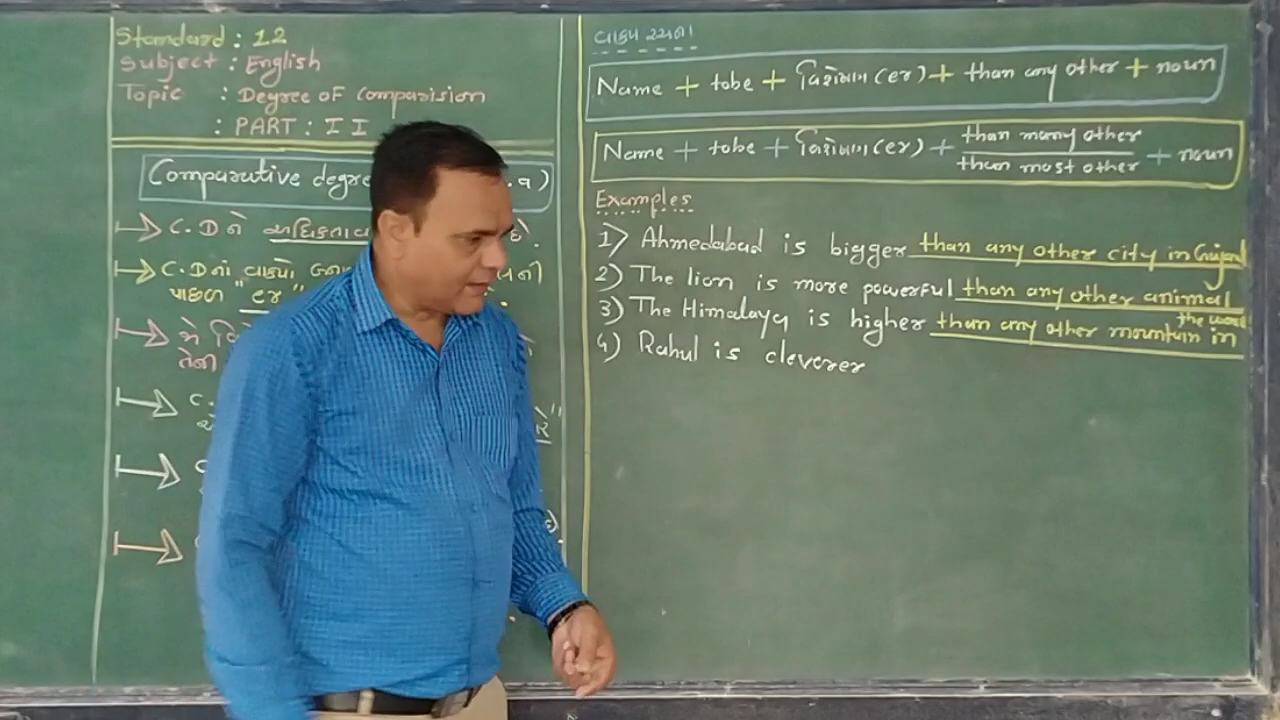 Standard : 12
Subject : English
Topic : Degree of Comparision
: PART : II
Comparative degre
C.D ને
C.D નાં વાક્યો
પાછળ "er"
જે
તેની
C.
વાક્ય રચના
Name + tobe + વિશેષણ (er) + than any other + noun
Name + tobe + વિશેષણ (er) + than many other / than most other + noun
Examples
1) Ahmedabad is bigger than any other city in Gujarat
2) The lion is more powerful than any other animal
3) The Himalaya is higher than any other mountain in the world
4) Rahul is cleverer